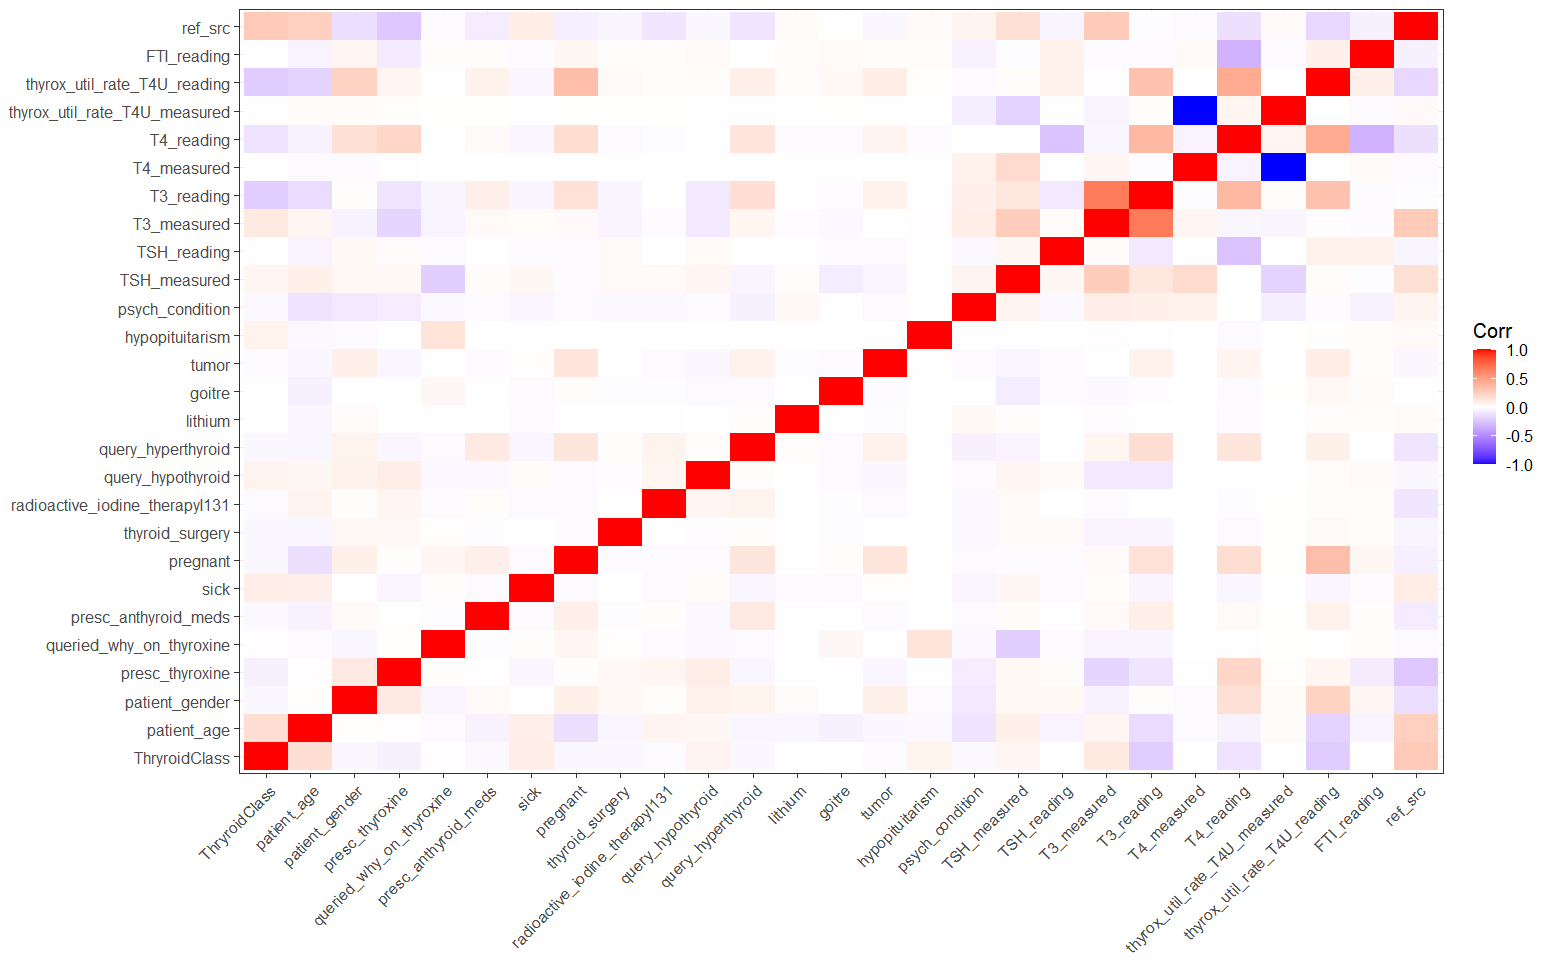 ref_src
FTI_reading
thyrox_util_rate_T4U_reading
thyrox_util_rate_T4U_measured
T4_reading
T4_measured
T3_reading
T3_measured
TSH_reading
TSH_measured
psych_condition
hypopituitarism
tumor
goitre
lithium
query_hyperthyroid
query_hypothyroid
radioactive_iodine_therapyI131
thyroid_surgery
pregnant
sick
presc_anthyroid_meds
queried_why_on_thyroxine
presc_thyroxine
patient_gender
patient_age
ThryroidClass
ThryroidClass
patient_age
patient_gender
presc_thyroxine
queried_why_on_thyroxine
presc_anthyroid_meds
sick
pregnant
thyroid_surgery
radioactive_iodine_therapyI131
query_hypothyroid
query_hyperthyroid
lithium
goitre
tumor
hypopituitarism
psych_condition
TSH_measured
TSH_reading
T3_measured
T3_reading
T4_measured
T4_reading
thyrox_util_rate_T4U_measured
thyrox_util_rate_T4U_reading
FTI_reading
ref_src
Corr
1.0
0.5
0.0
-0.5
-1.0